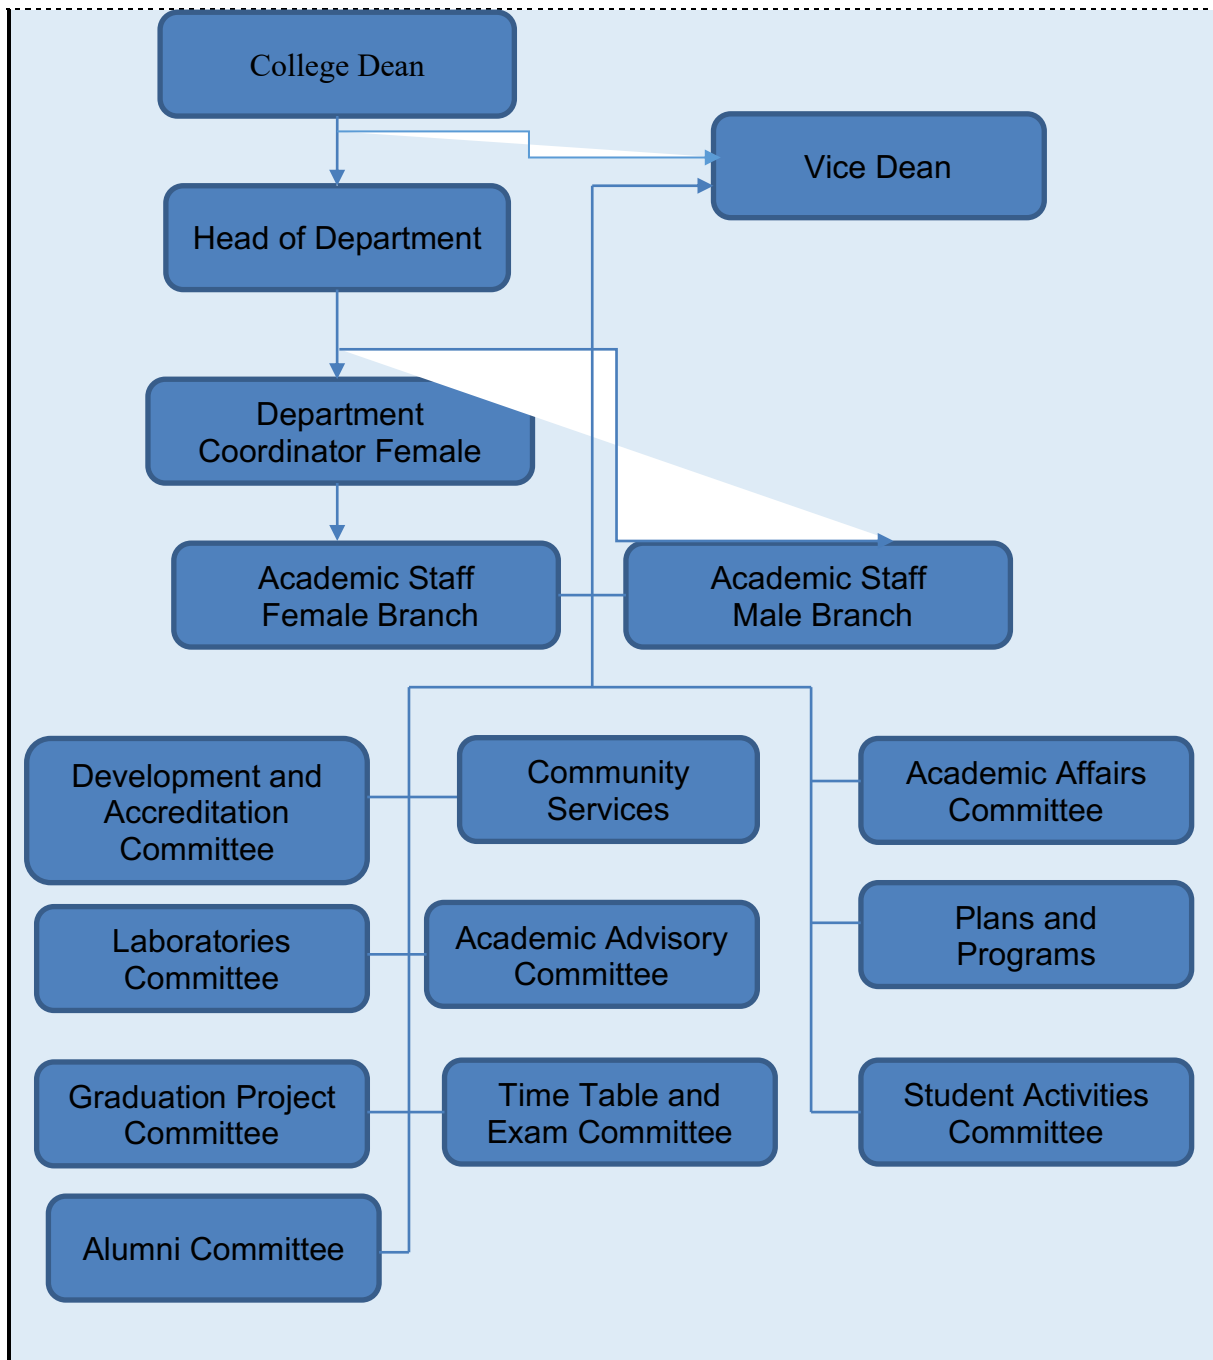 College Dean
Vice Dean
Head of Department
Department
Coordinator Female
Academic Staff
Female Branch
Academic Staff
Male Branch
Development and
Accreditation
Committee
Community
Services
Academic Affairs
Committee
Laboratories
Committee
Academic Advisory
Committee
Plans and
Programs
Graduation Project
Committee
Time Table and
Exam Committee
Student Activities
Committee
Alumni Committee